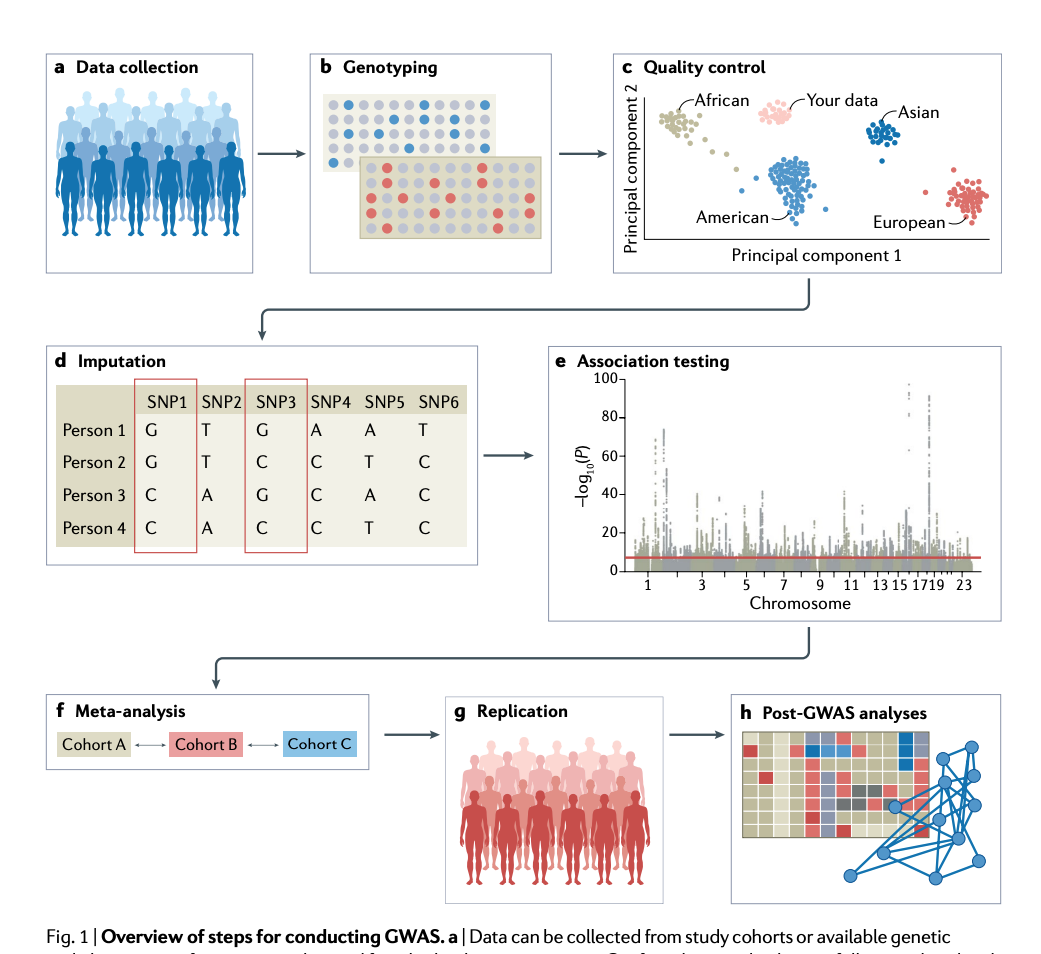 a Data collection
b Genotyping
c Quality control
Principal component 2
African
Your data
Asian
American
European
Principal component 1
d Imputation
SNP1 SNP2 SNP3 SNP4 SNP5 SNP6
Person 1 G T G A A T
Person 2 G T C C T C
Person 3 C A G C A C
Person 4 C A C C T C
e Association testing
–log10(P)
100
80
60
40
20
0
1 3 5 7 9 11 13 15 17 19 23
Chromosome
f Meta-analysis
Cohort A Cohort B Cohort C
g Replication
h Post-GWAS analyses
Fig. 1 | Overview of steps for conducting GWAS. a | Data can be collected from study cohorts or available genetic